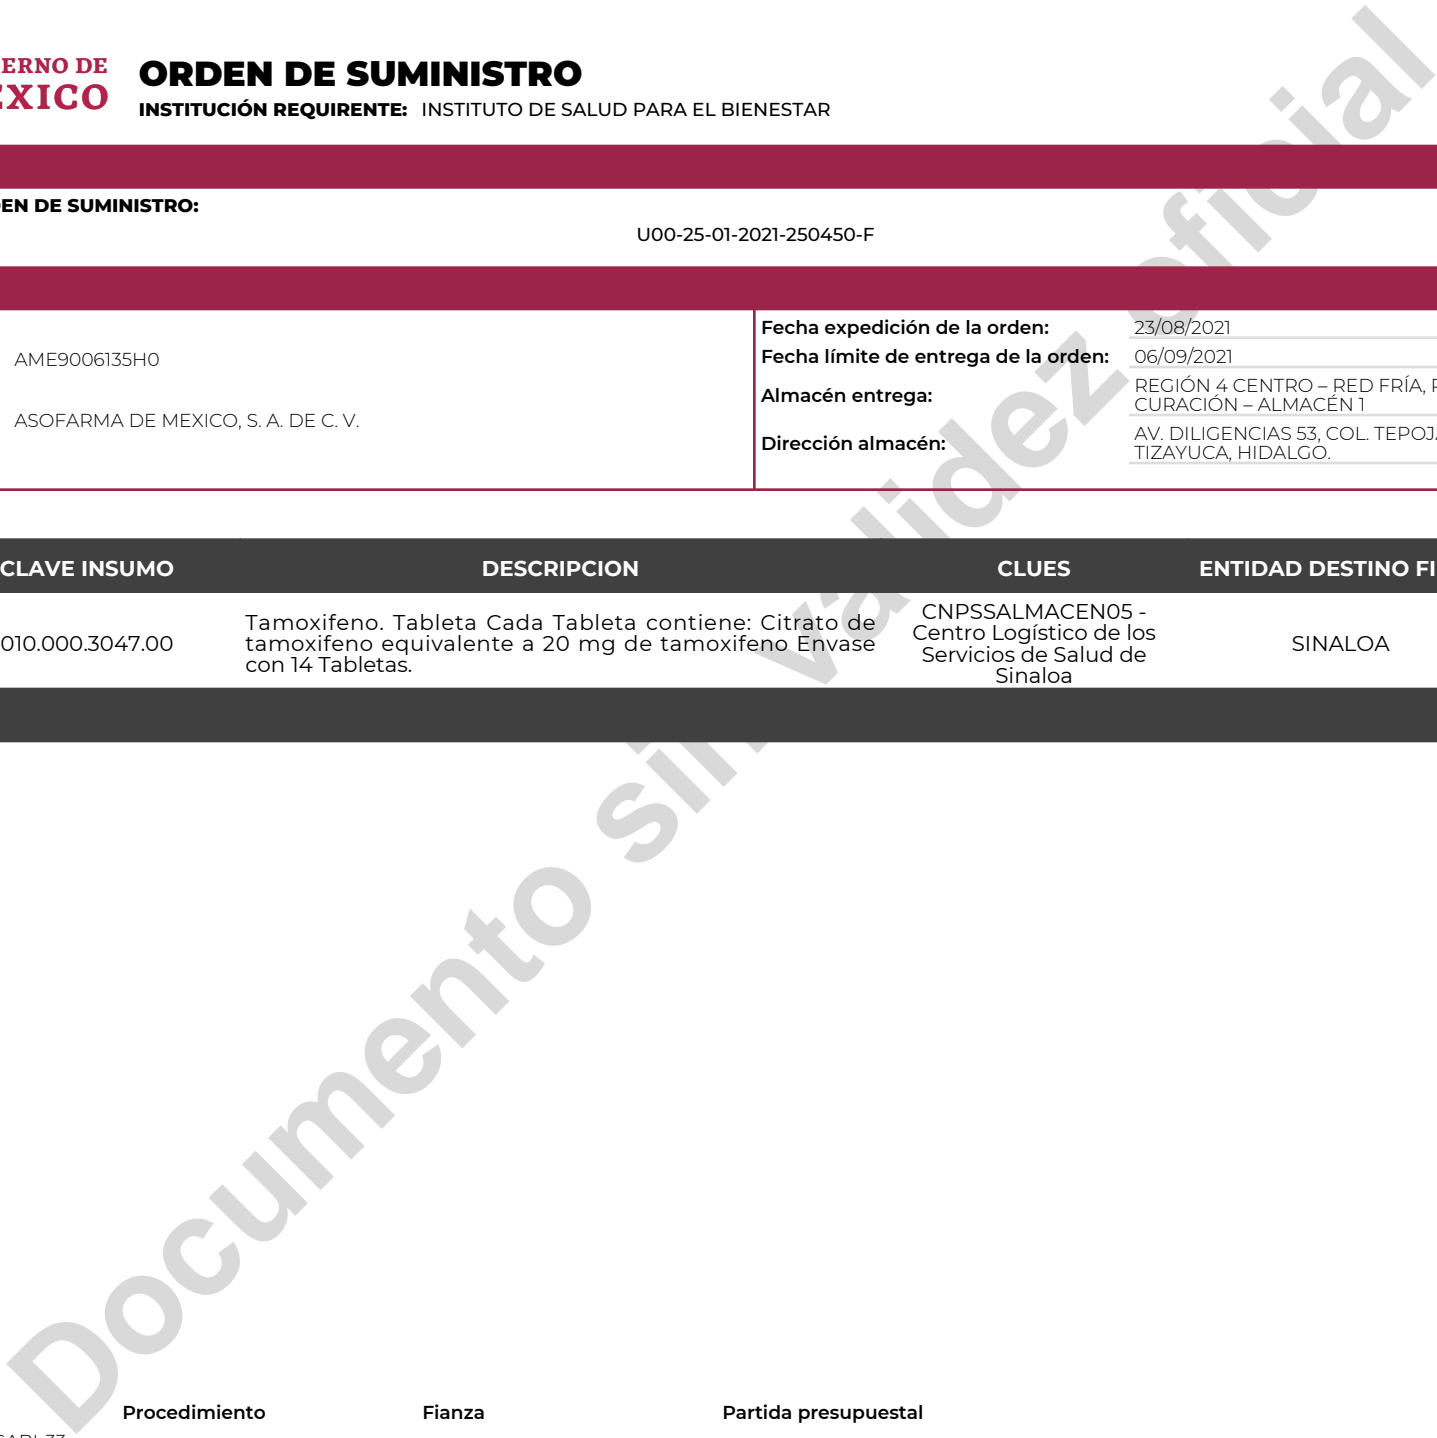 ERNO DE
ÉXICO
ORDEN DE SUMINISTRO
INSTITUCIÓN REQUIRENTE: INSTITUTO DE SALUD PARA EL BIENESTAR
EN DE SUMINISTRO:
U00-25-01-2021-250450-F
AME9006135H0
ASOFARMA DE MEXICO, S. A. DE C. V.
Fecha expedición de la orden: 23/08/2021
Fecha límite de entrega de la orden: 06/09/2021
Almacén entrega: REGIÓN 4 CENTRO – RED FRÍA,
CURACIÓN – ALMACÉN 1
Dirección almacén: AV. DILIGENCIAS 53, COL. TEPOJA
TIZAYUCA, HIDALGO.
CLAVE INSUMO DESCRIPCION CLUES ENTIDAD DESTINO FI
010.000.3047.00
Tamoxifeno. Tableta Cada Tableta contiene: Citrato de
tamoxifeno equivalente a 20 mg de tamoxifeno Envase
con 14 Tabletas.
CNPSSALMACEN05 -
Centro Logístico de los
Servicios de Salud de
Sinaloa
SINALOA
Documento sin validez oficial
Procedimiento Fianza Partida presupuestal